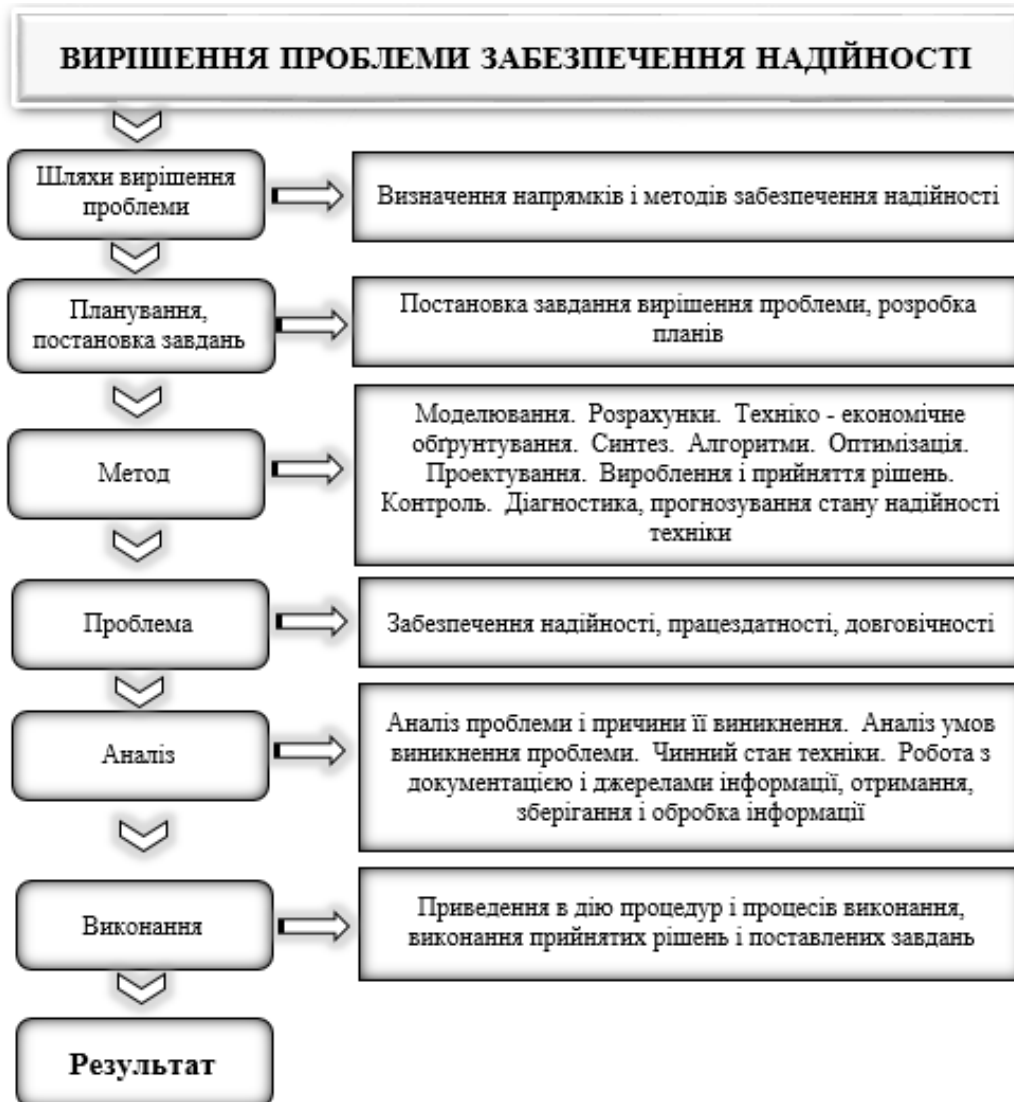 ВИРІШЕННЯ ПРОБЛЕМИ ЗАБЕЗПЕЧЕННЯ НАДІЙНОСТІ
Шляхи вирішення
проблеми
Визначення напрямків і методів забезпечення надійності
Планування,
постановка завдань
Постановка завдання вирішення проблеми, розробка
планів
Метод
Моделювання. Розрахунки. Техніко - економічне
обґрунтування. Синтез. Алгоритми. Оптимізація.
Проектування. Вироблення і прийняття рішень.
Контроль. Діагностика, прогнозування стану надійності
техніки
Проблема
Забезпечення надійності, працездатності, довговічності
Аналіз
Аналіз проблеми і причини її виникнення. Аналіз умов
виникнення проблеми. Чинний стан техніки. Робота з
документацією і джерелами інформації, отримання,
зберігання і обробка інформації
Виконання
Приведення в дію процедур і процесів виконання,
виконання прийнятих рішень і поставлених завдань
Результат